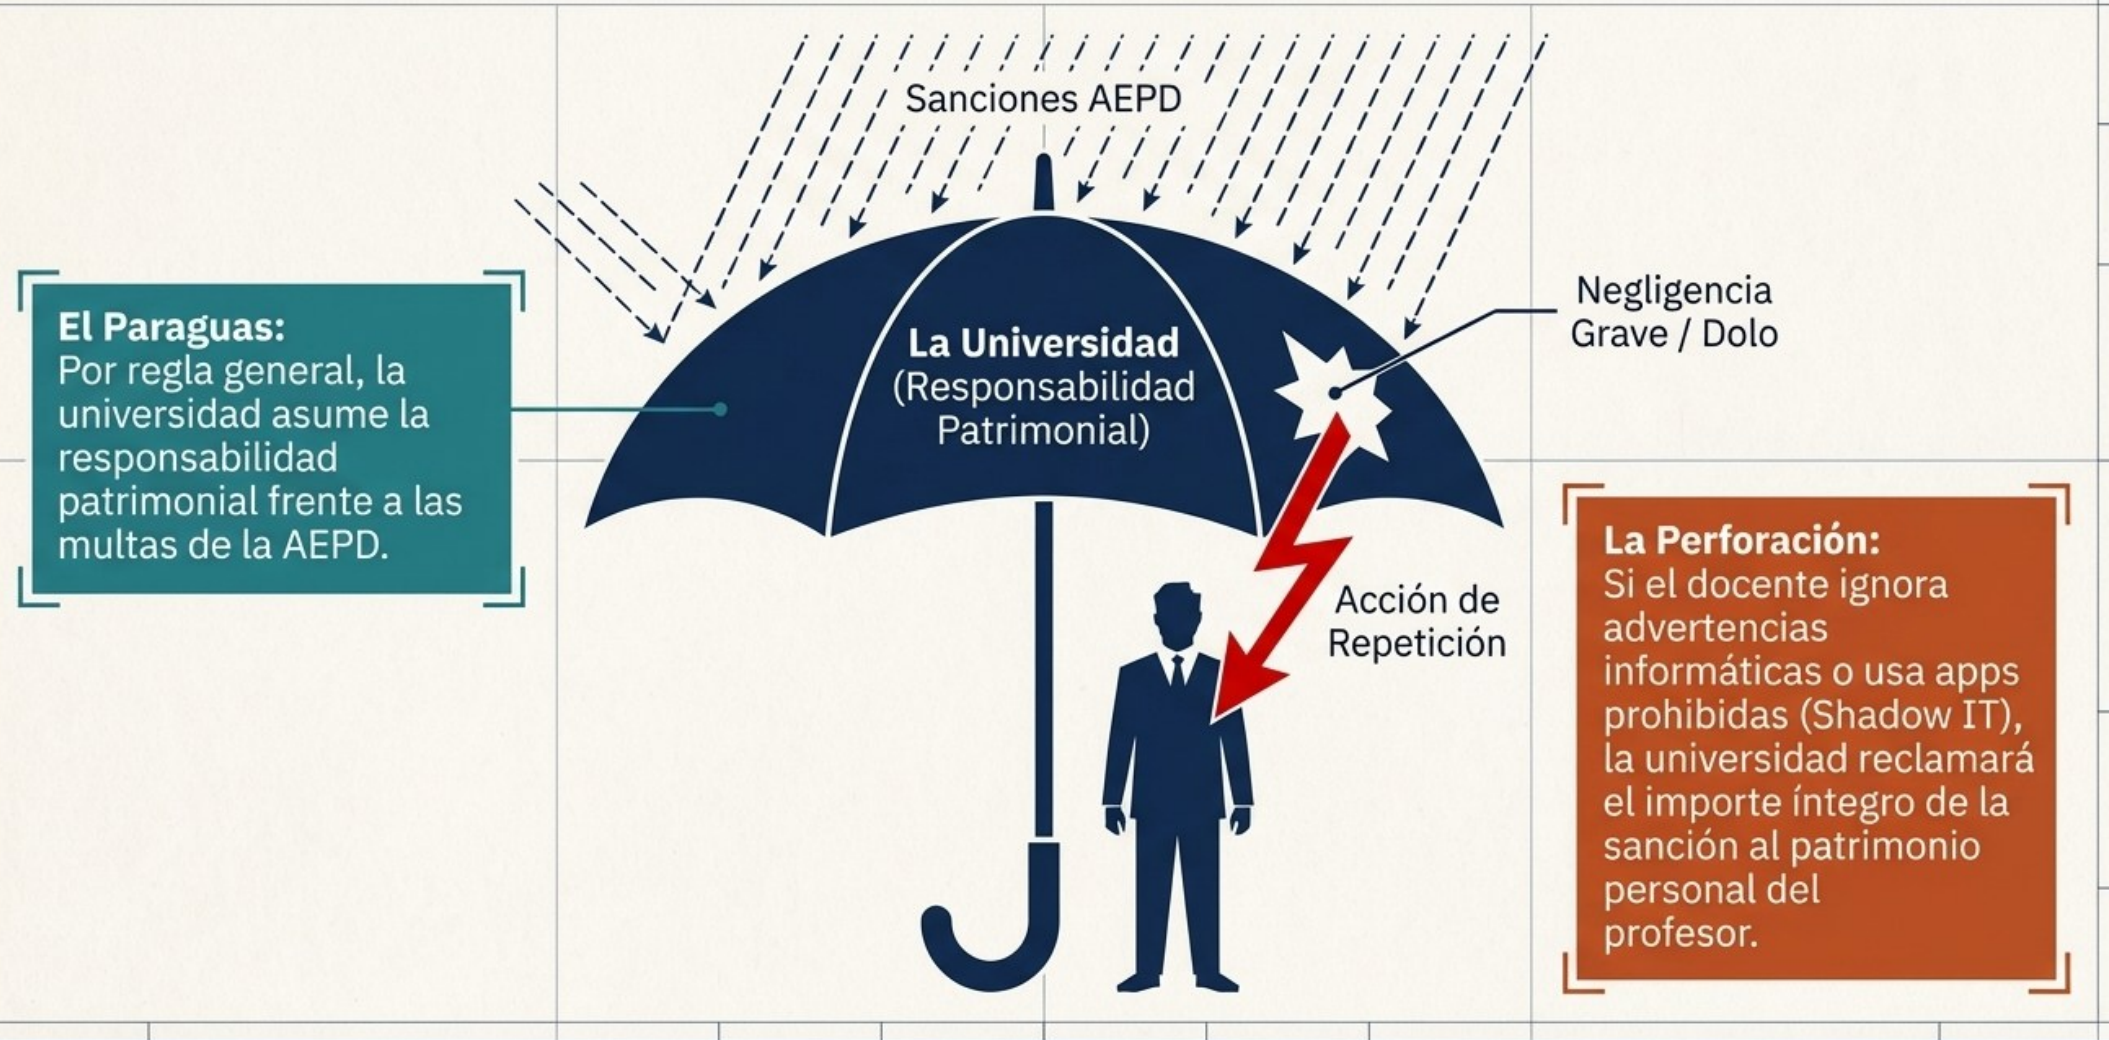 Sanciones AEPD
El Paraguas:
Por regla general, la
universidad asume la
responsabilidad
patrimonial frente a las
multas de la AEPD.
La Universidad
(Responsabilidad
Patrimonial)
Negligencia
Grave / Dolo
Acción de
Repetición
La Perforación:
Si el docente ignora
advertencias
informáticas o usa apps
prohibidas (Shadow IT),
la universidad reclamará
el importe íntegro de la
sanción al patrimonio
personal del
profesor.